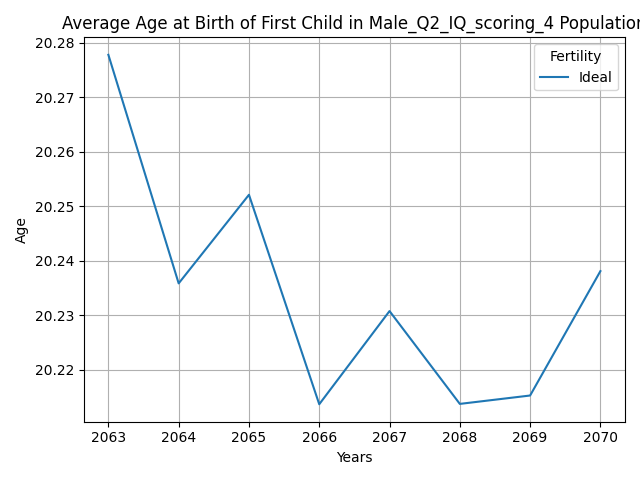 Average Age at Birth of First Child in Male_Q2_IQ_scoring_4 Population
20.28
20.27
20.26
20.25
20.24
20.23
20.22
Age
Fertility
Ideal
2063 2064 2065 2066 2067 2068 2069 2070
Years